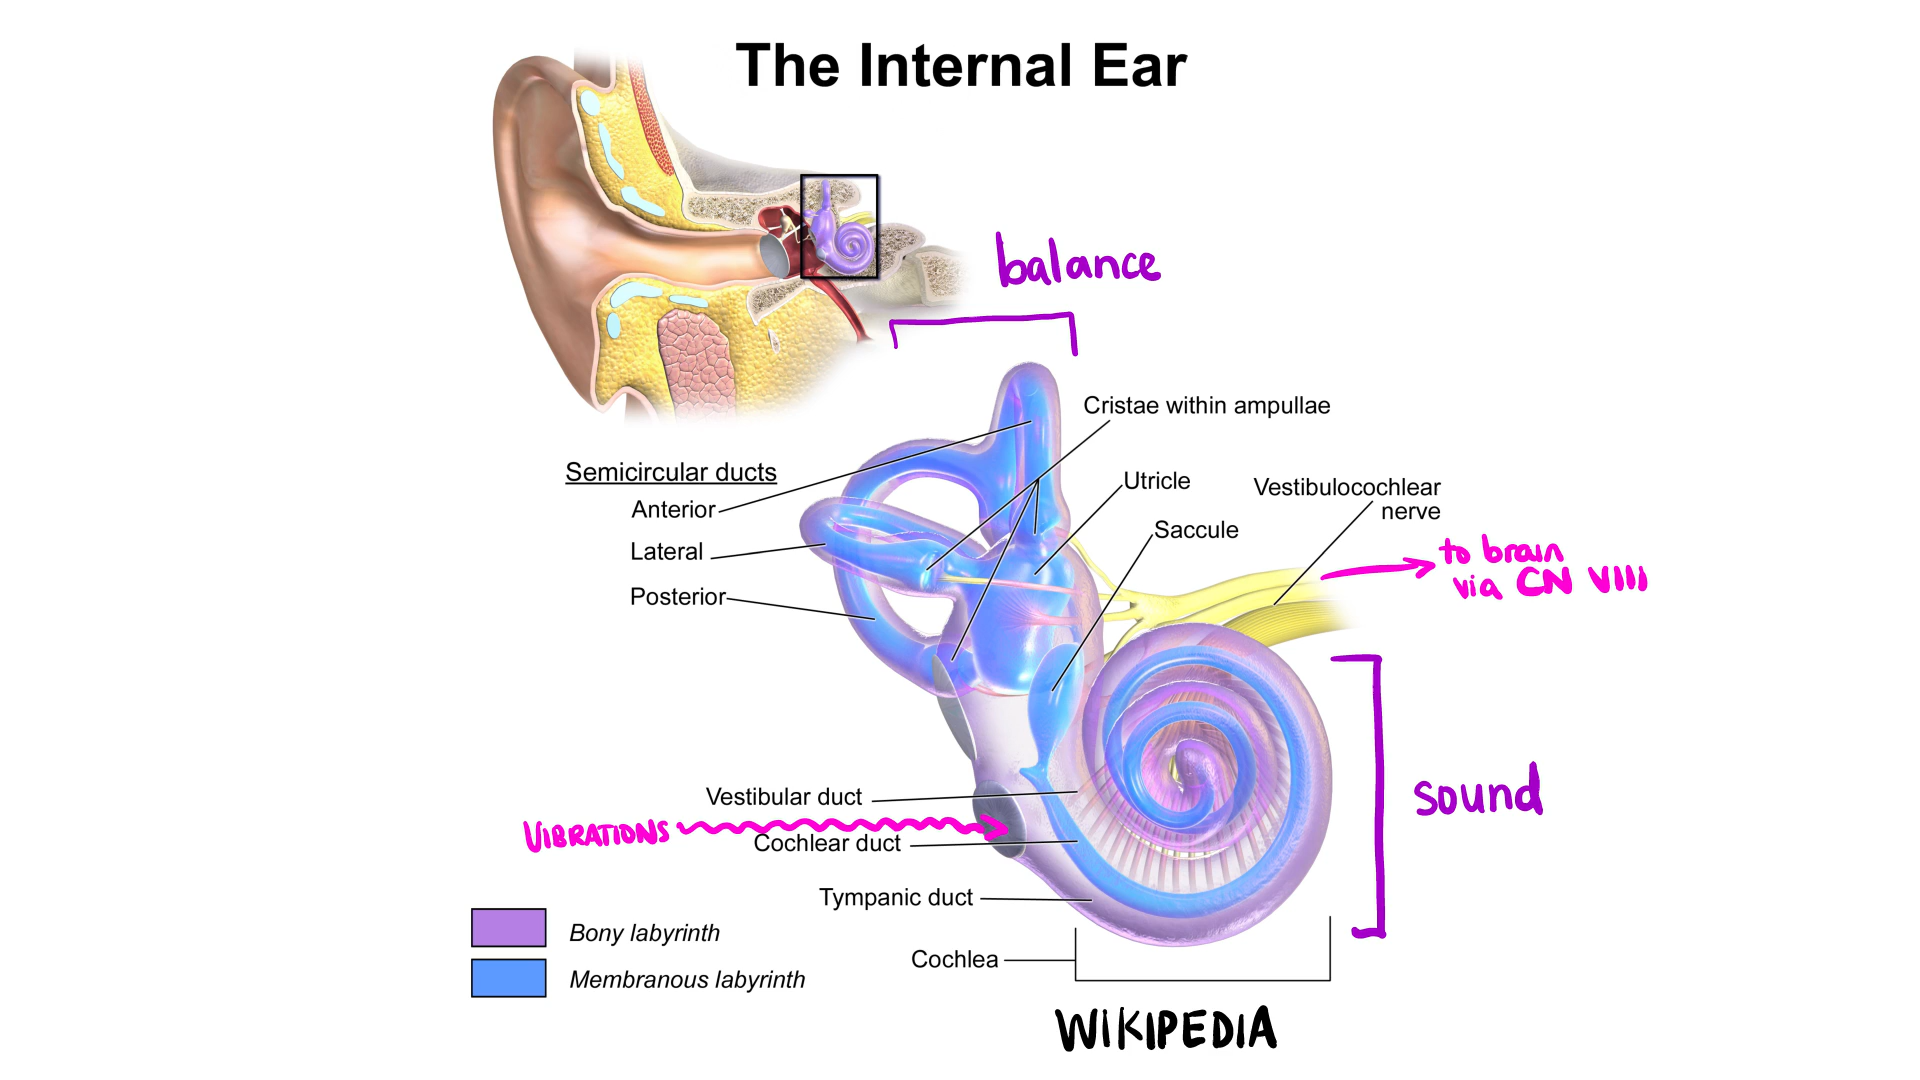 The Internal Ear
balance
Cristae within ampullae
Semicircular ducts
Anterior
Lateral
Posterior
Utricle
Saccule
Vestibulocochlear
nerve
to brain
via CN VIII
sound
Vestibular duct
VIBRATIONS
Cochlear duct
Tympanic duct
Cochlea
Bony labyrinth
Membranous labyrinth
WIKIPEDIA